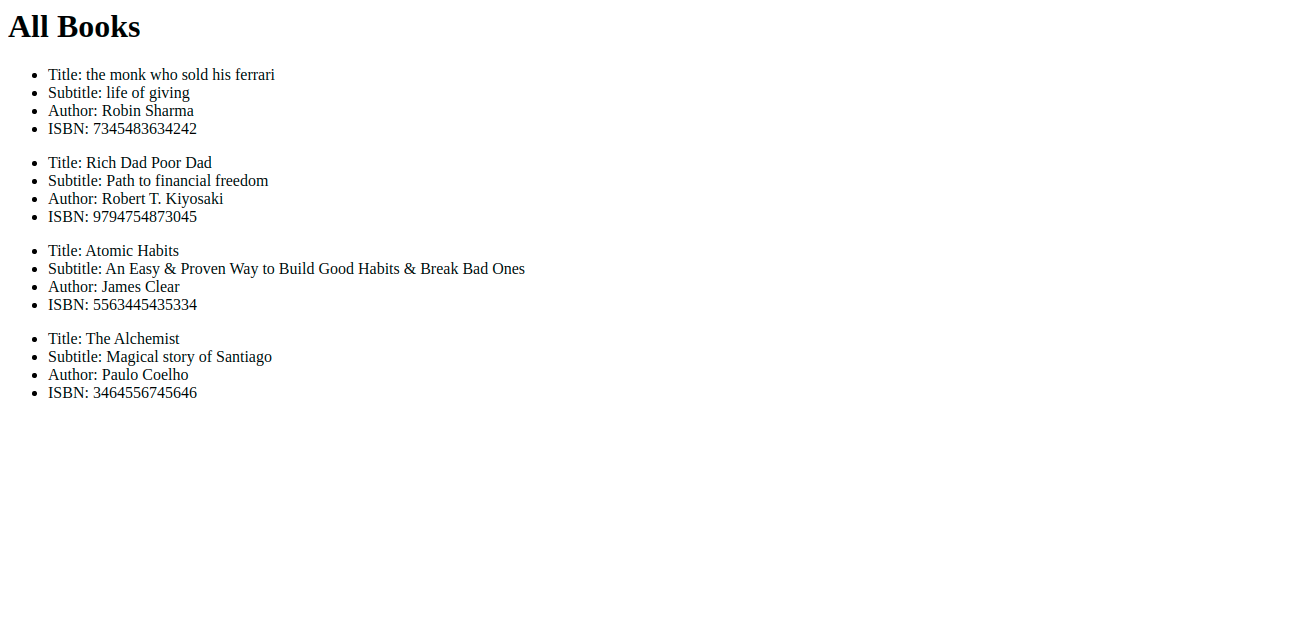 All Books
Title: the monk who sold his ferrari
Subtitle: life of giving
Author: Robin Sharma
ISBN: 7345483634242
Title: Rich Dad Poor Dad
Subtitle: Path to financial freedom
Author: Robert T. Kiyosaki
ISBN: 9794754873045
Title: Atomic Habits
Subtitle: An Easy & Proven Way to Build Good Habits & Break Bad Ones
Author: James Clear
ISBN: 5563445435334
Title: The Alchemist
Subtitle: Magical story of Santiago
Author: Paulo Coelho
ISBN: 3464556745646